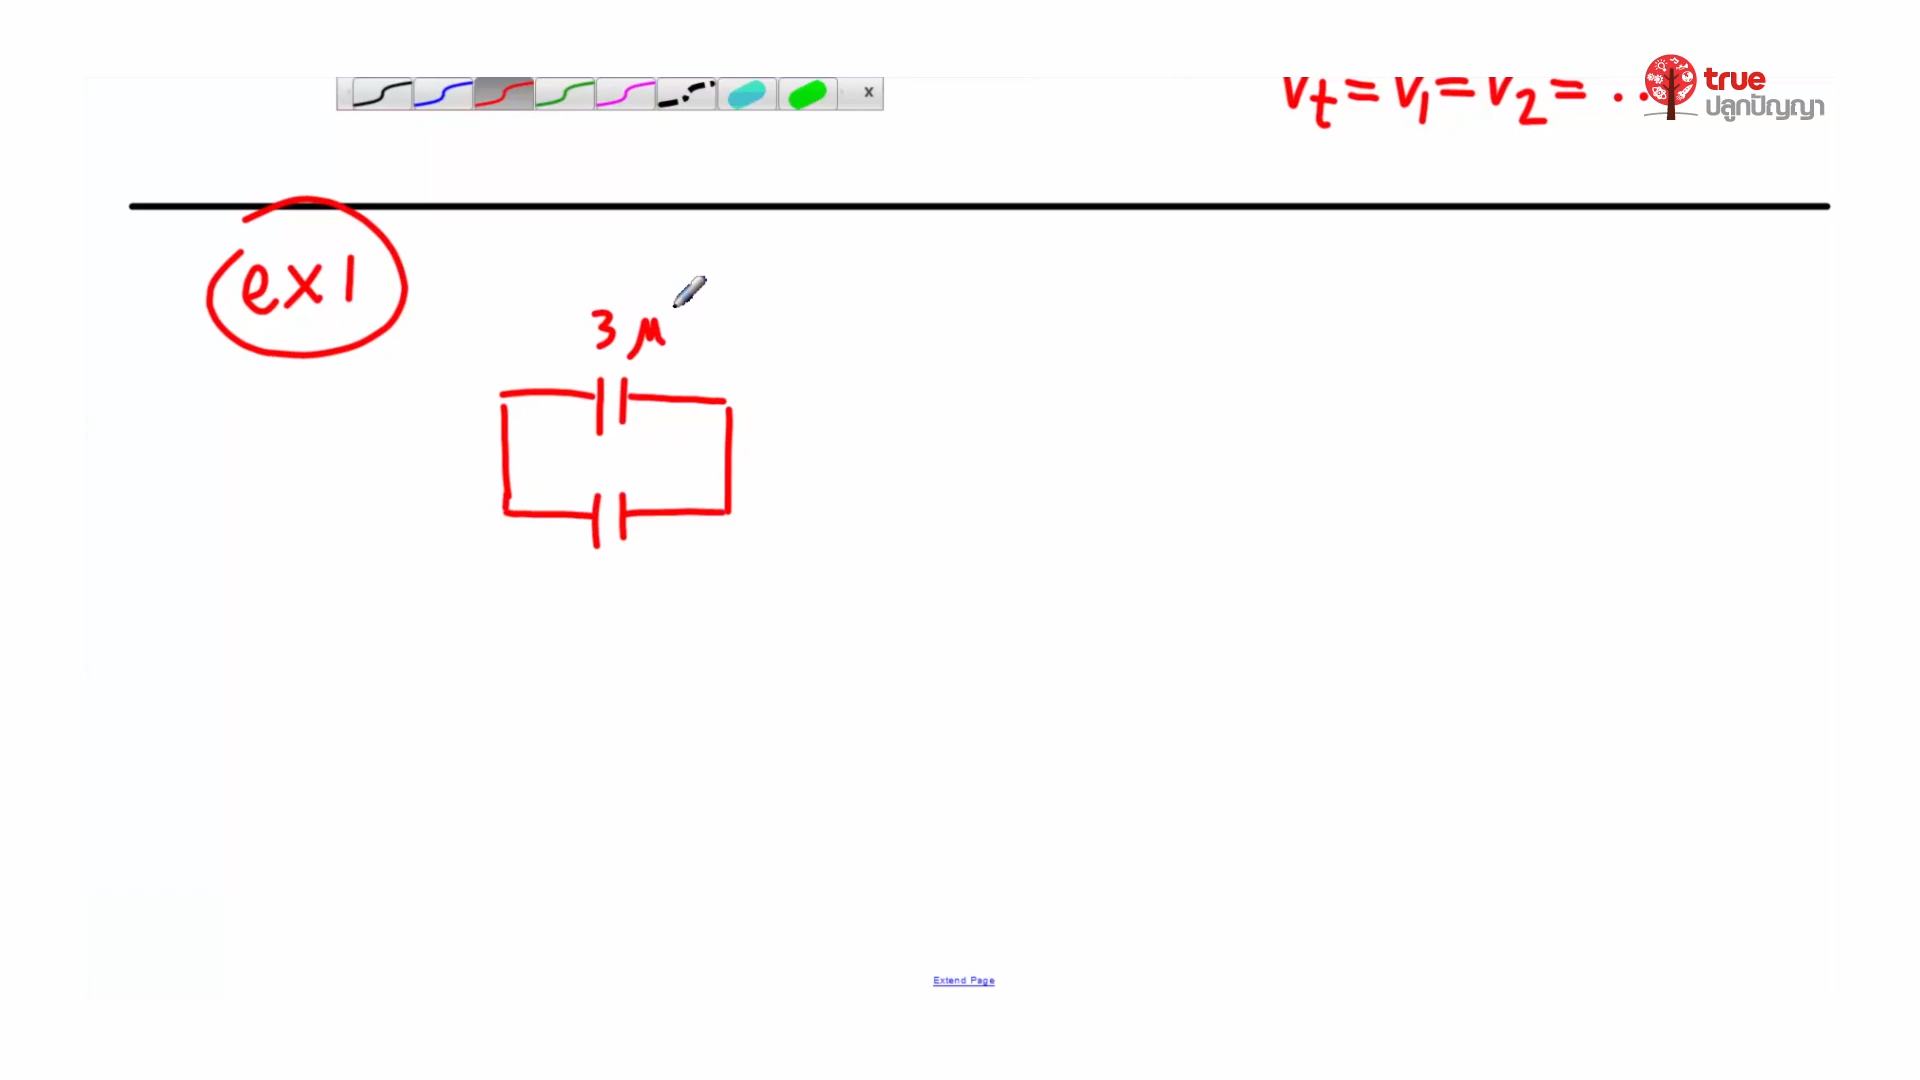 x
Vt = V1 = V2 = ..
true
ปลูกปัญญา
ex1
3 μ
Extend Page